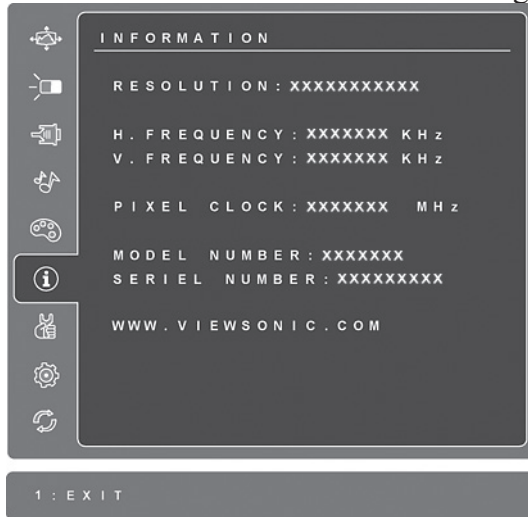 INFORMATION
RESOLUTION: XXXXXXXXXXX
H. FREQUENCY: XXXXXXX KHz
V. FREQUENCY: XXXXXXX KHz
PIXEL CLOCK: XXXXXXX MHz
MODEL NUMBER: XXXXXXX
SERIEL NUMBER: XXXXXXXXX
WWW.VIEWSONIC.COM
1: EXIT